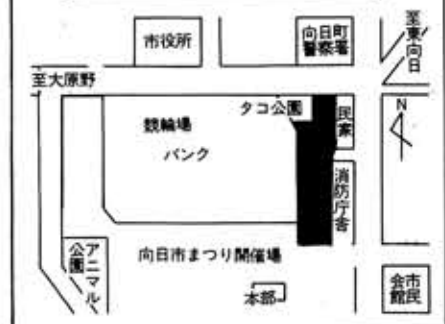 市役所
向日町
警察署
至東向日
至大原野
タコ公園
民家
競輪場
バンク
N
消防庁舎
アニマル
公園
向日市まつり開催場
本部
市民
会館